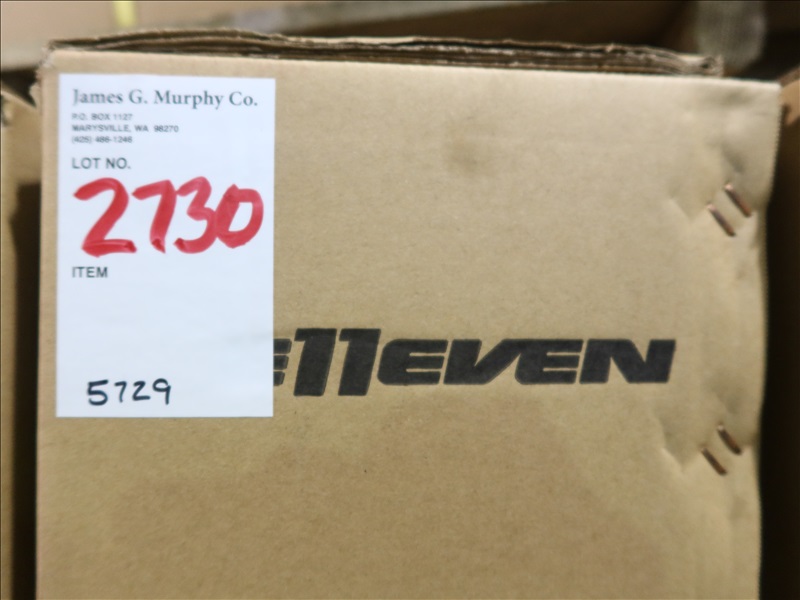 James G. Murphy Co.
P.O. BOX 1127
MARYSVILLE, WA 98270
(425) 486-1246
LOT NO.
2730
ITEM
5729
E11EVEN